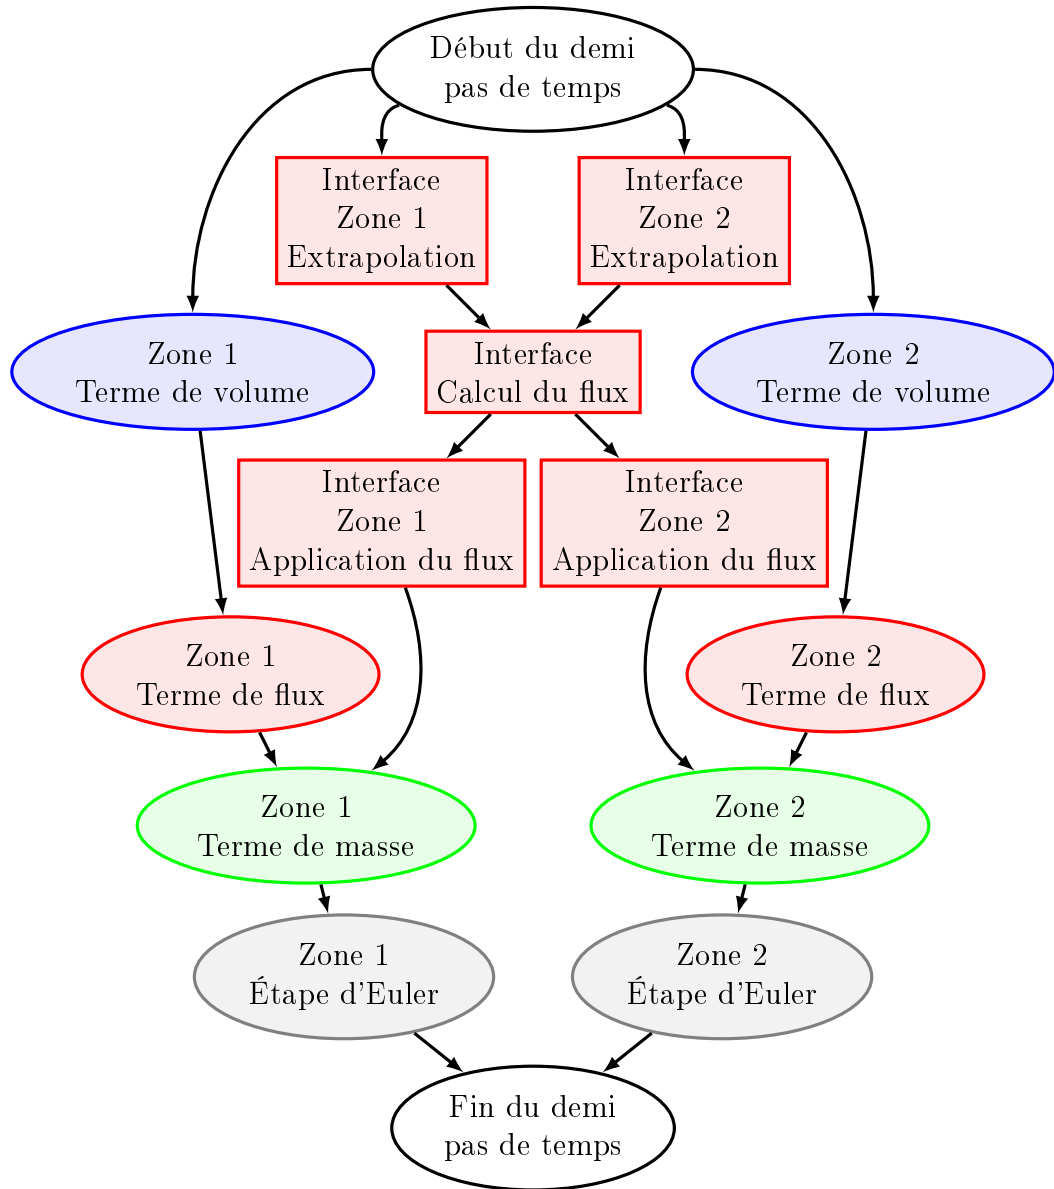 Début du demi
pas de temps
Interface
Zone 1
Extrapolation
Interface
Zone 2
Extrapolation
Zone 1
Terme de volume
Interface
Calcul du flux
Zone 2
Terme de volume
Interface
Zone 1
Application du flux
Interface
Zone 2
Application du flux
Zone 1
Terme de flux
Zone 2
Terme de flux
Zone 1
Terme de masse
Zone 2
Terme de masse
Zone 1
Étape d'Euler
Zone 2
Étape d'Euler
Fin du demi
pas de temps